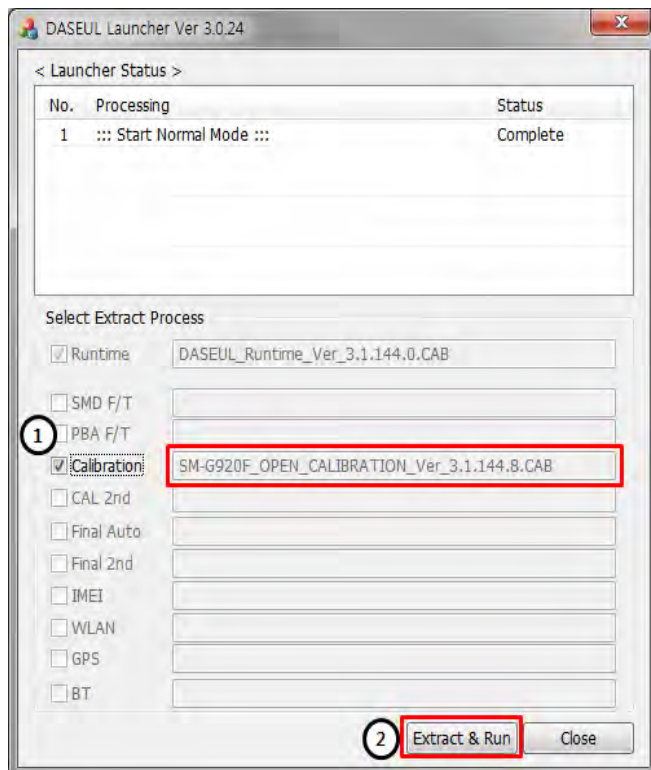 DASEUL Launcher Ver 3.0.24
X
< Launcher Status >
No. Processing Status
1 ::: Start Normal Mode ::: Complete
Select Extract Process
Runtime DASEUL_Runtime_Ver_3.1.144.0.CAB
SMD F/T
1 PBA F/T
Calibration SM-G920F_OPEN_CALIBRATION_Ver_3.1.144.8.CAB
CAL 2nd
Final Auto
Final 2nd
IMEI
WLAN
GPS
BT
2 Extract & Run Close